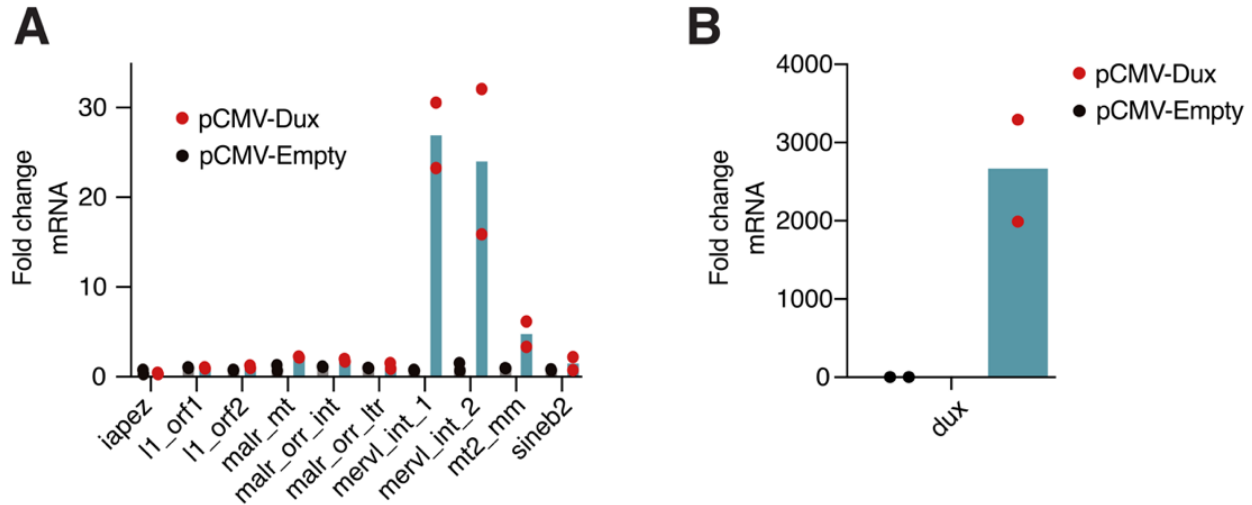 A
Fold change
mRNA
30
20
10
0
pCMV-Dux
pCMV-Empty
iapez
l1_orf1
l1_orf2
malr_mt
malr_orr_int
malr_orr_ltr
mervl_int_1
mervl_int_2
mt2_mm
sineb2
B
Fold change
mRNA
4000
3000
2000
1000
0
pCMV-Dux
pCMV-Empty
dux